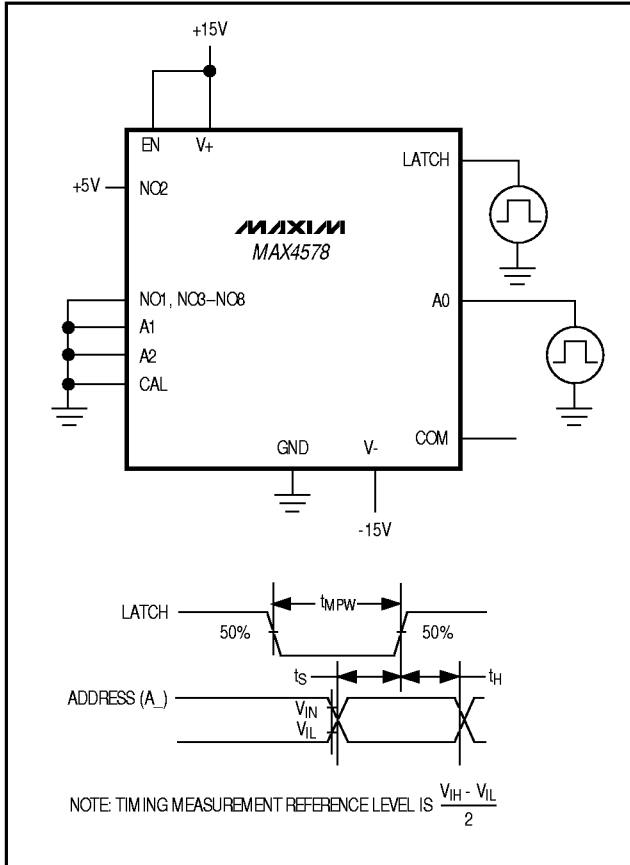 +15V
EN V+
LATCH
+5V NO2
MAXIM
MAX4578
NO1, NO3–NO8
A0
A1
A2
CAL
COM
GND V-
-15V
tMPW
LATCH
50% 50%
tS tH
ADDRESS (A_)
VIN
VIL
NOTE: TIMING MEASUREMENT REFERENCE LEVEL IS VIH - VIL
2